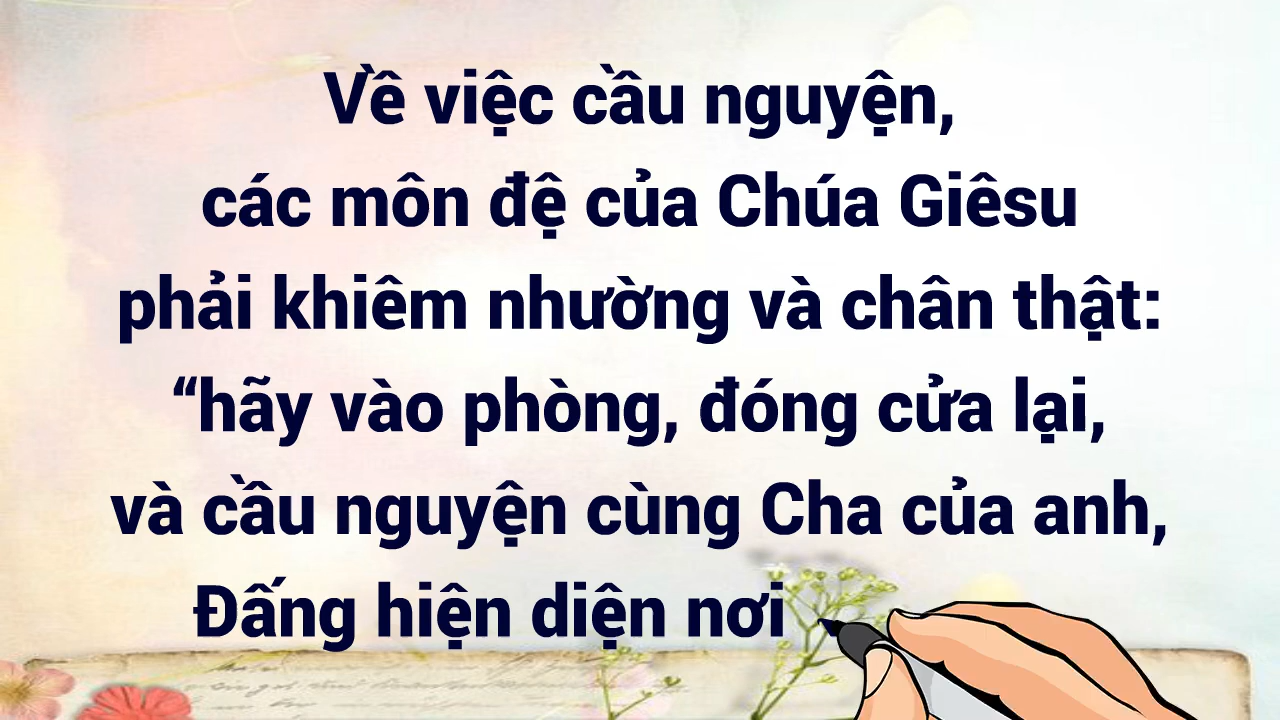 Về việc cầu nguyện,
các môn đệ của Chúa Giêsu
phải khiêm nhường và chân thật:
“hãy vào phòng, đóng cửa lại,
và cầu nguyện cùng Cha của anh,
Đấng hiện diện nơi